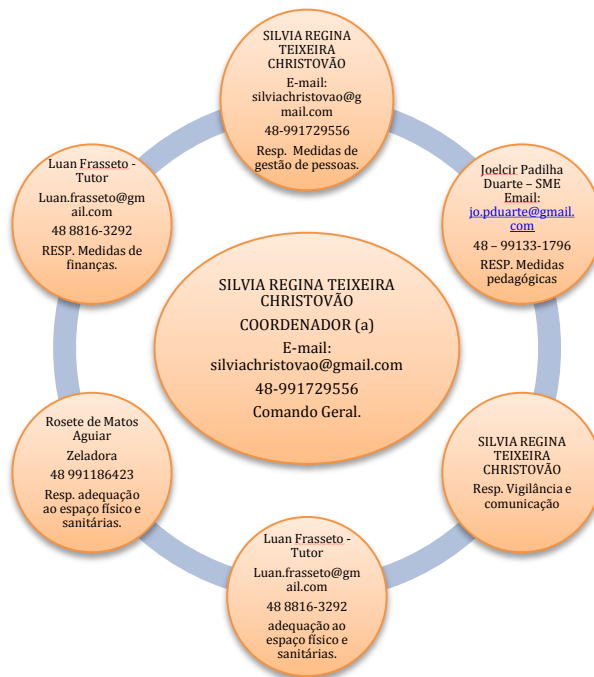 SILVIA REGINA
TEIXEIRA
CHRISTOVÃO
E-mail:
silviachristovao@g
mail.com
48-991729556
Resp. Medidas de
gestão de pessoas.
Luan Frasseto -
Tutor
Luan.frasseto@gm
ail.com
48 8816-3292
RESP. Medidas de
finanças.
Joelcir Padilha
Duarte – SME
Email:
jo.pduarte@gmail.
com
48 – 99133-1796
RESP. Medidas
pedagógicas
SILVIA REGINA TEIXEIRA
CHRISTOVÃO
COORDENADOR (a)
E-mail:
silviachristovao@gmail.com
48-991729556
Comando Geral.
Rosete de Matos
Aguiar
Zeladora
48 991186423
Resp. adequação
ao espaço físico e
sanitárias.
SILVIA REGINA
TEIXEIRA
CHRISTOVÃO
Resp. Vigilância e
comunicação
Luan Frasseto -
Tutor
Luan.frasseto@gm
ail.com
48 8816-3292
adequação ao
espaço físico e
sanitárias.